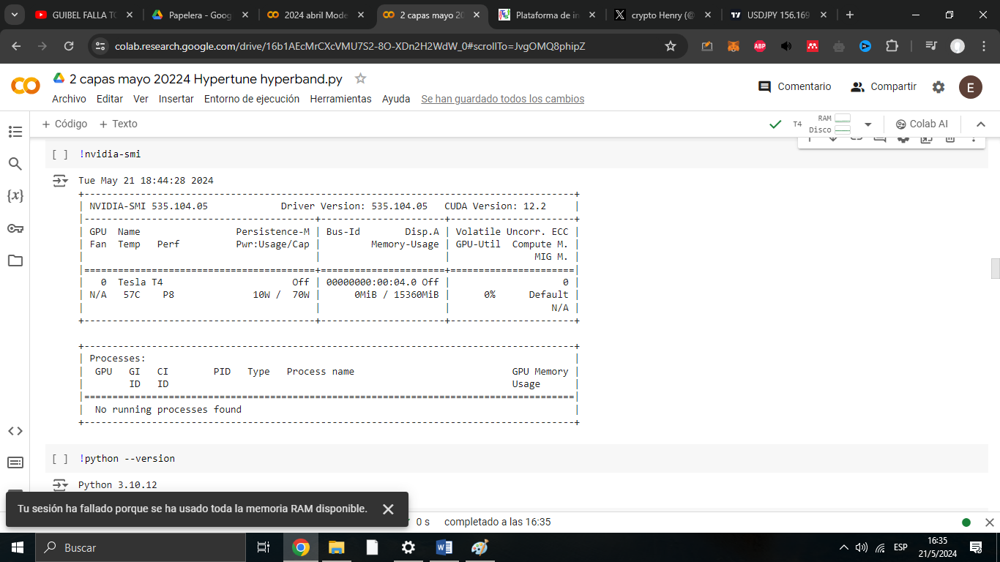 GUIBEL FALLA TO
Papelera - Goog
2024 abril Mode
2 capas mayo 20
Plataforma de in
crypto Henry (@
USDJPY 156.169
colab.research.google.com/drive/16b1AEcMrCXcVMU7S2-8O-XDn2H2WdW_0#scrollTo=JvgOMQ8phipZ
ABP
2 capas mayo 20224 Hypertune hyperband.py
Comentario
Compartir
E
Archivo Editar Ver Insertar Entorno de ejecución Herramientas Ayuda Se han guardado todos los cambios
+ Código + Texto
T4
RAM
Disco
Colab AI
[ ] !nvidia-smi
Tue May 21 18:44:28 2024
+---------------------------------------------------------------------------------------+
| NVIDIA-SMI 535.104.05             Driver Version: 535.104.05   CUDA Version: 12.2     |
|-----------------------------------------+----------------------+----------------------+
| GPU  Name                 Persistence-M | Bus-Id        Disp.A | Volatile Uncorr. ECC |
| Fan  Temp   Perf          Pwr:Usage/Cap |         Memory-Usage | GPU-Util  Compute M. |
|                                         |                      |               MIG M. |
|=========================================+======================+======================|
|   0  Tesla T4                       Off | 00000000:00:04.0 Off |                    0 |
| N/A   57C    P8              10W /  70W |      0MiB / 15360MiB |      0%      Default |
|                                         |                      |                  N/A |
+-----------------------------------------+----------------------+----------------------+
+---------------------------------------------------------------------------------------+
| Processes:                                                                            |
|  GPU   GI   CI        PID   Type   Process name                            GPU Memory |
|        ID   ID                                                             Usage      |
|=======================================================================================|
|  No running processes found                                                           |
+---------------------------------------------------------------------------------------+
[ ] !python --version
Python 3.10.12
Tu sesión ha fallado porque se ha usado toda la memoria RAM disponible.
0 s completado a las 16:35
Buscar
ESP
16:35
21/5/2024